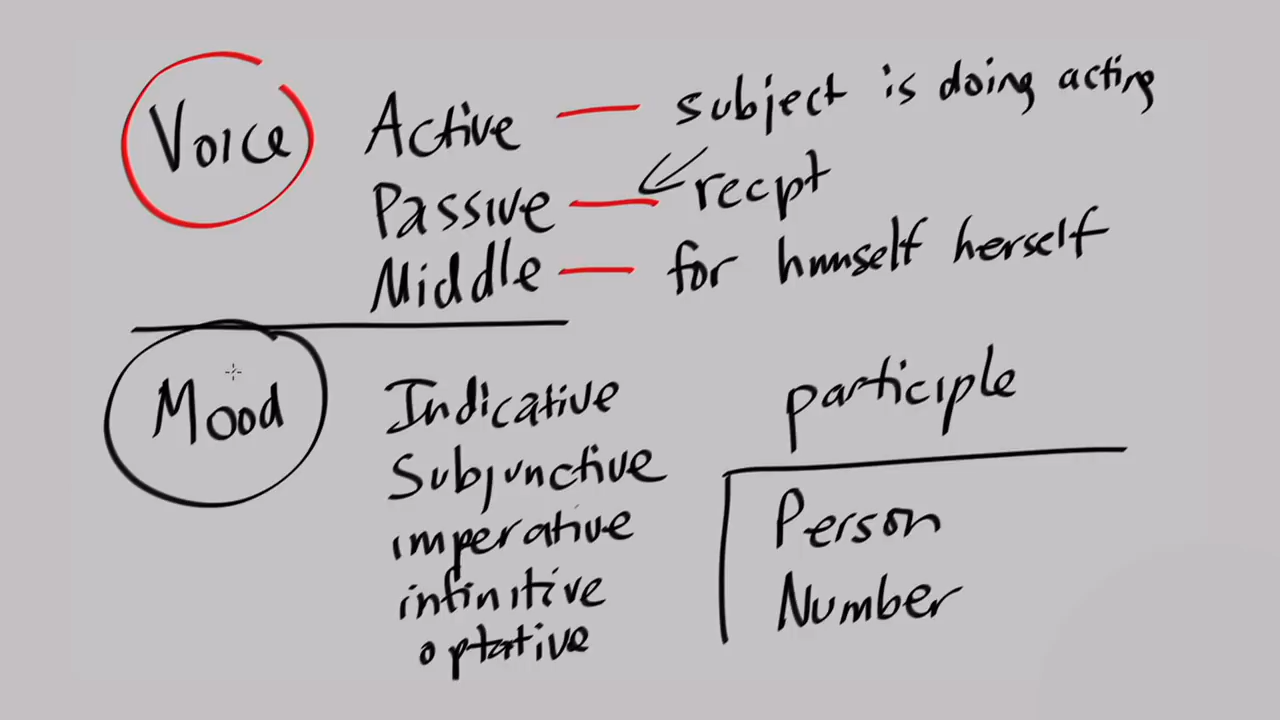 Voice Active — subject is doing acting
Passive — recpt
Middle — for himself herself
Mood
Indicative
Subjunctive
imperative
infinitive
optative
participle
Person
Number